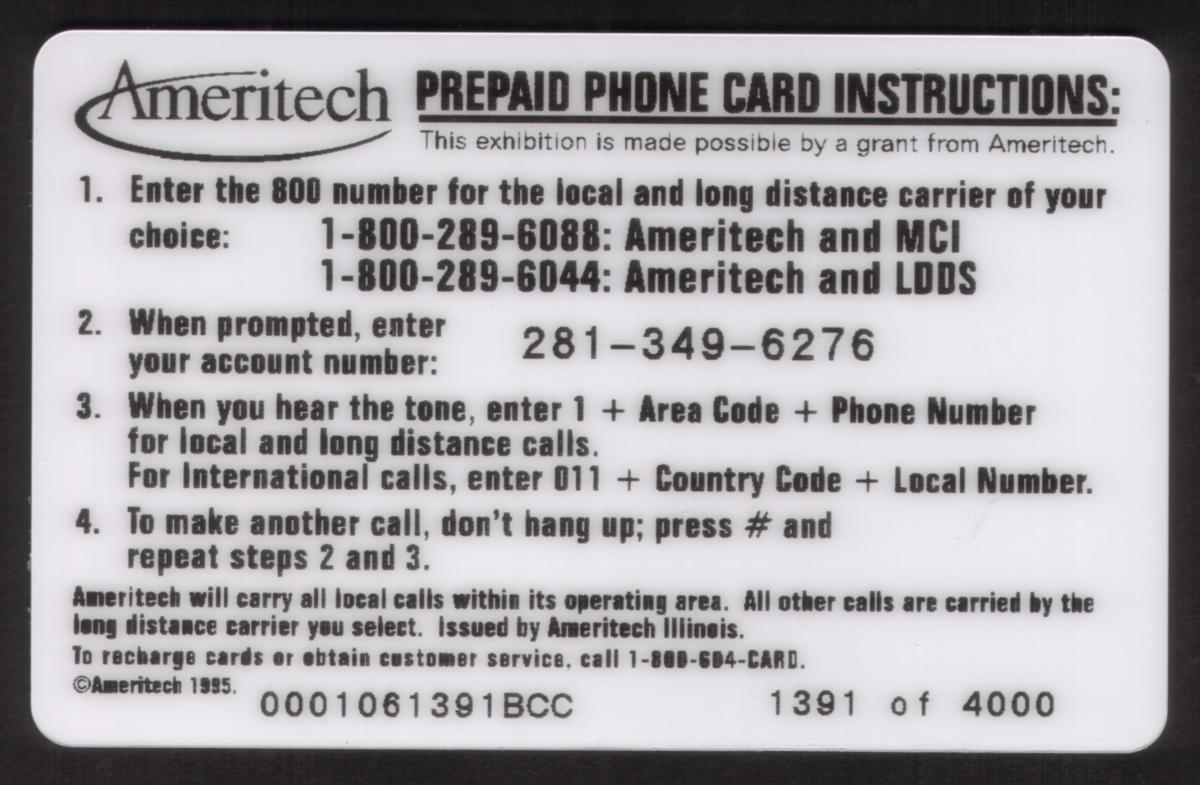 Ameritech PREPAID PHONE CARD INSTRUCTIONS:
This exhibition is made possible by a grant from Ameritech.
1. Enter the 800 number for the local and long distance carrier of your
choice: 1-800-289-6088: Ameritech and MCI
1-800-289-6044: Ameritech and LDDS
2. When prompted, enter
your account number: 281-349-6276
3. When you hear the tone, enter 1 + Area Code + Phone Number
for local and long distance calls.
For International calls, enter 011 + Country Code + Local Number.
4. To make another call, don't hang up; press # and
repeat steps 2 and 3.
Ameritech will carry all local calls within its operating area. All other calls are carried by the
long distance carrier you select. Issued by Ameritech Illinois.
To recharge cards or obtain customer service, call 1-800-604-CARD.
©Ameritech 1995.
0001061391BCC 1391 of 4000